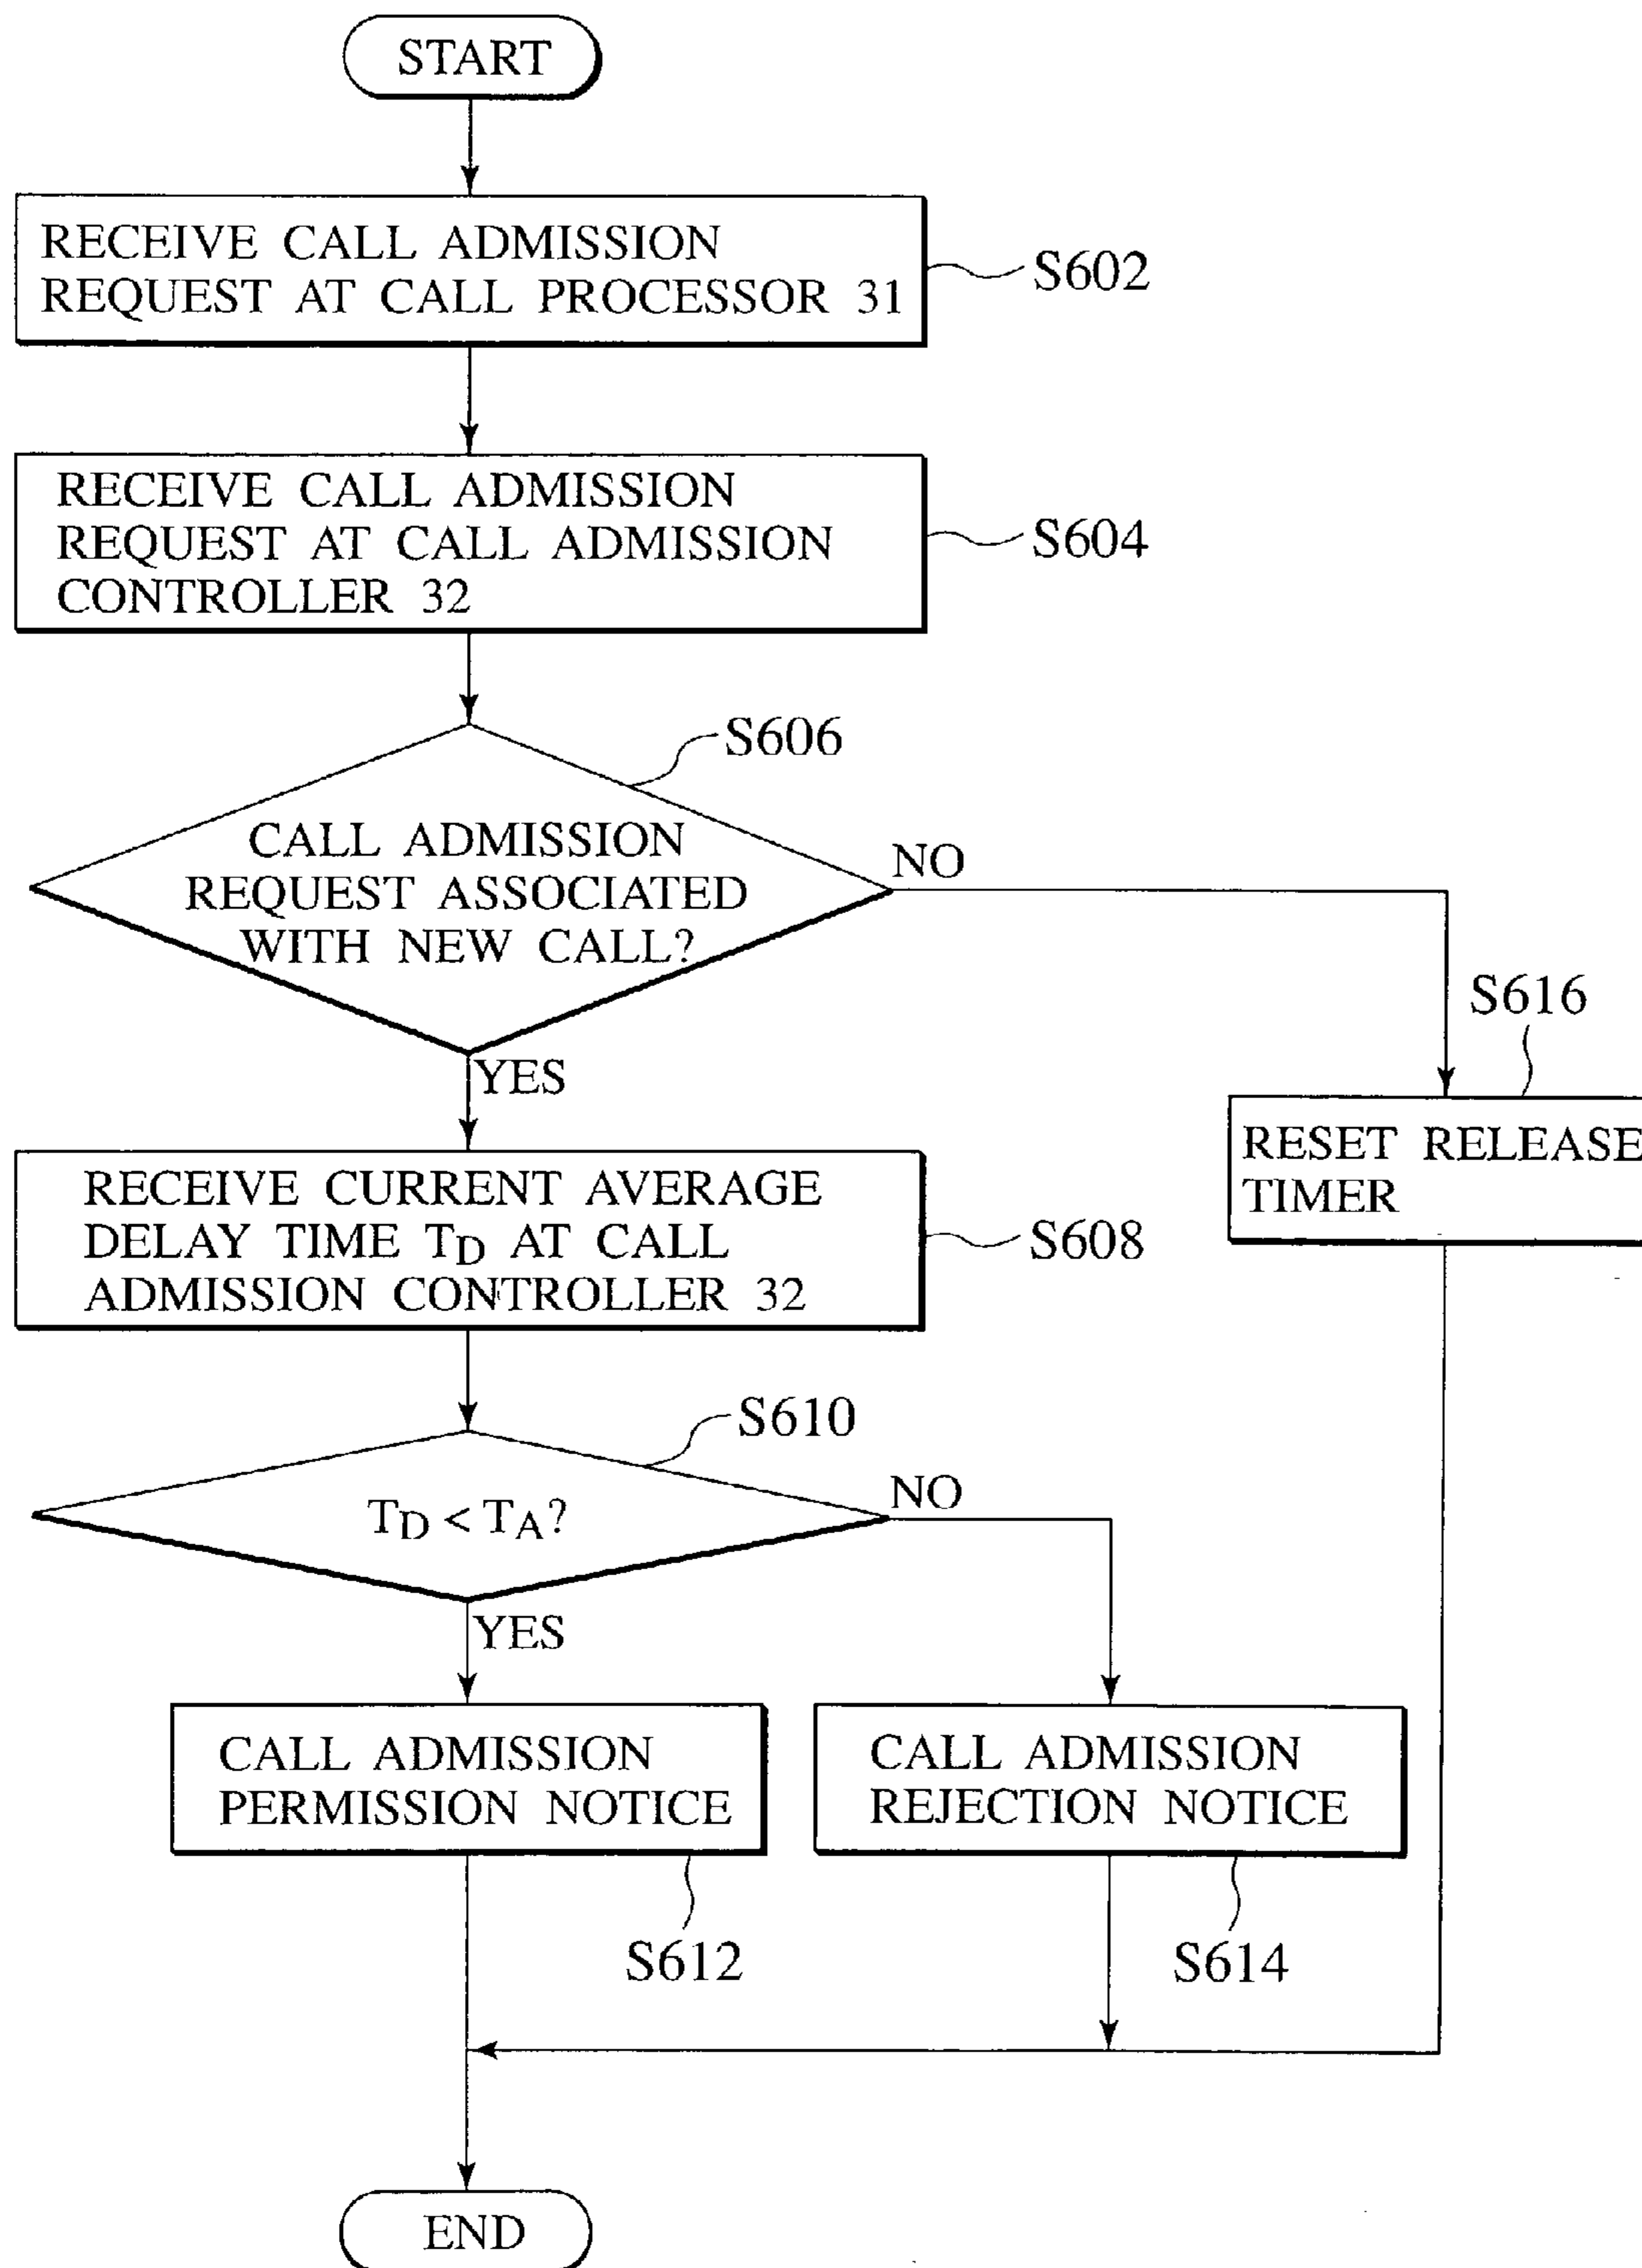 START
RECEIVE CALL ADMISSION
REQUEST AT CALL PROCESSOR 31
S602
RECEIVE CALL ADMISSION
REQUEST AT CALL ADMISSION
CONTROLLER 32
S604
S606
CALL ADMISSION
REQUEST ASSOCIATED
WITH NEW CALL?
NO
YES
S616
RESET RELEASE
TIMER
RECEIVE CURRENT AVERAGE
DELAY TIME TD AT CALL
ADMISSION CONTROLLER 32
S608
S610
TD < TA?
NO
YES
CALL ADMISSION
PERMISSION NOTICE
S612
CALL ADMISSION
REJECTION NOTICE
S614
END